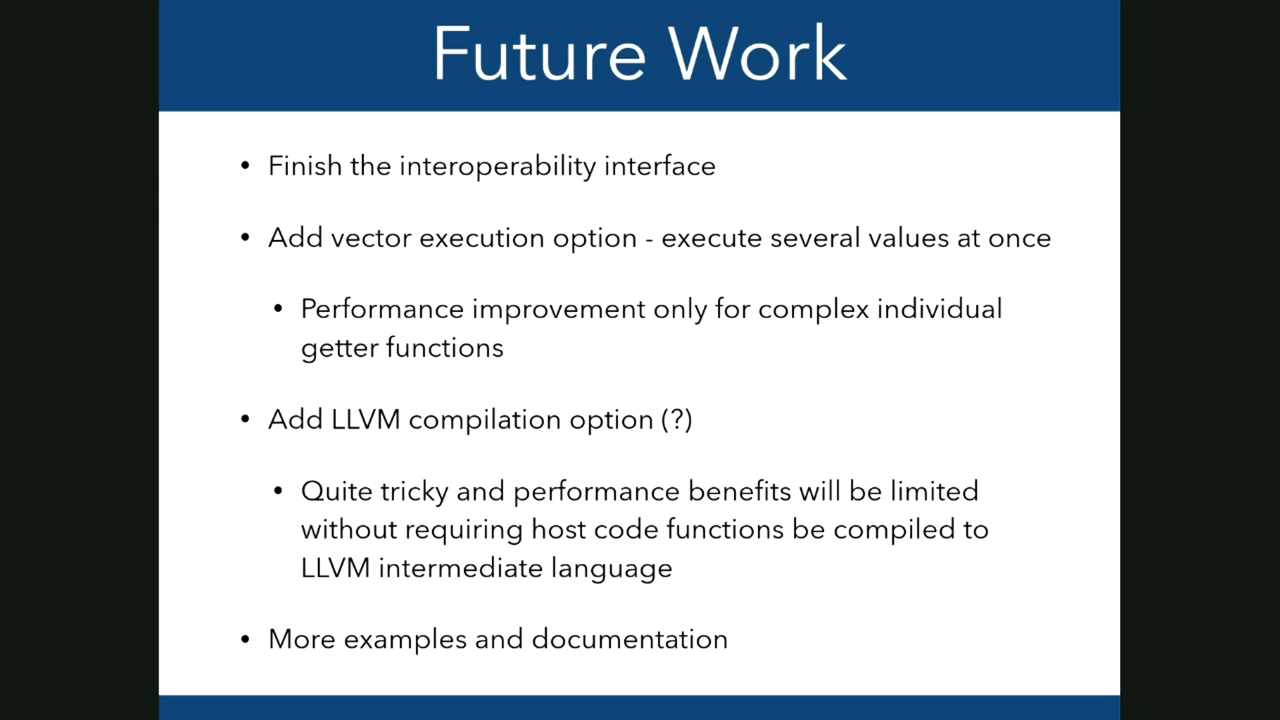 Future Work
• Finish the interoperability interface
• Add vector execution option - execute several values at once
• Performance improvement only for complex individual
getter functions
• Add LLVM compilation option (?)
• Quite tricky and performance benefits will be limited
without requiring host code functions be compiled to
LLVM intermediate language
• More examples and documentation